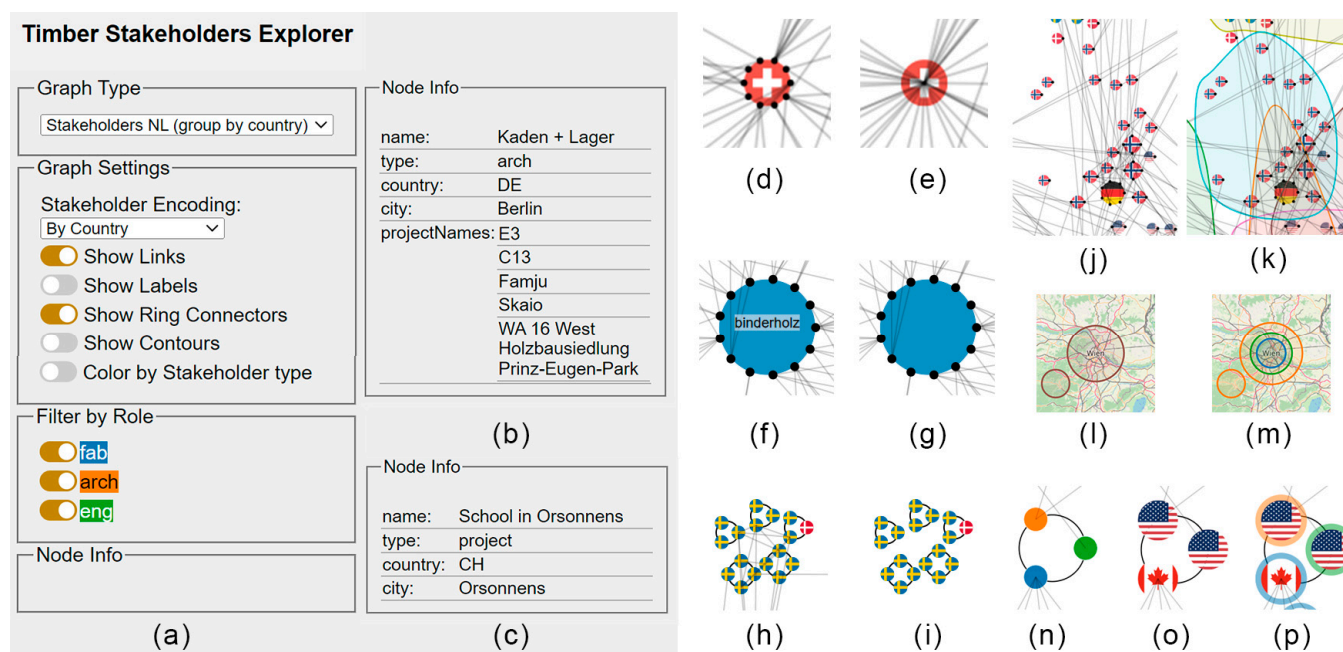 Timber Stakeholders Explorer
Graph Type
Stakeholders NL (group by country)
Graph Settings
Stakeholder Encoding:
By Country
Show Links
Show Labels
Show Ring Connectors
Show Contours
Color by Stakeholder type
Filter by Role
fab
arch
eng
Node Info
(a)
Node Info
name: Kaden + Lager
type: arch
country: DE
city: Berlin
projectNames: E3
C13
Famju
Skaio
WA 16 West
Holzbausiedlung
Prinz-Eugen-Park
(b)
Node Info
name: School in Orsonnens
type: project
country: CH
city: Orsonnens
(c)
(d)
(e)
binderholz
(f)
(g)
(h)
(i)
(j)
(k)
Wien
(l)
Wien
(m)
(n)
(o)
(p)